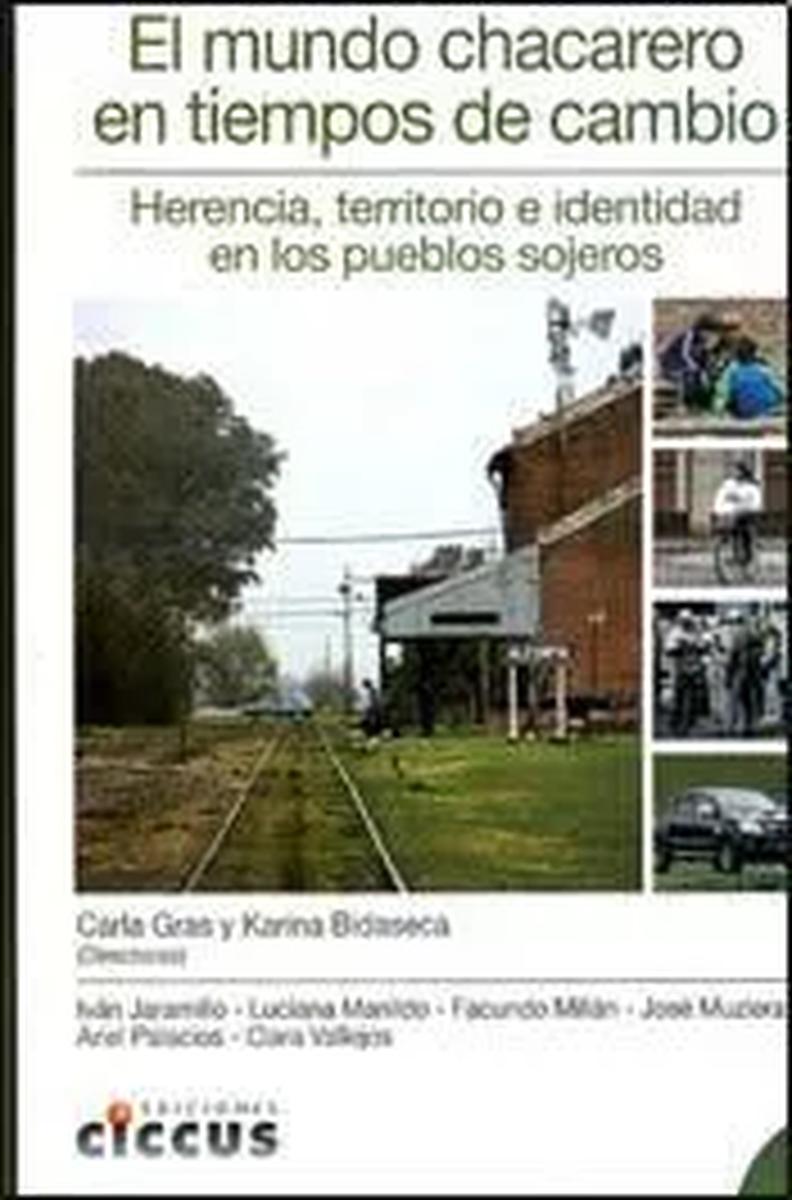 El mundo chacarero
en tiempos de cambio
Herencia, territorio e identidad
en los pueblos sojeros
Carla Gras y Karina Bidaseca
(Directoras)
Iván Jaramillo - Luciana Manildo - Facundo Millán - José Muzlera
Ariel Palacios - Clara Vallejos
EDICIONES
CICCUS